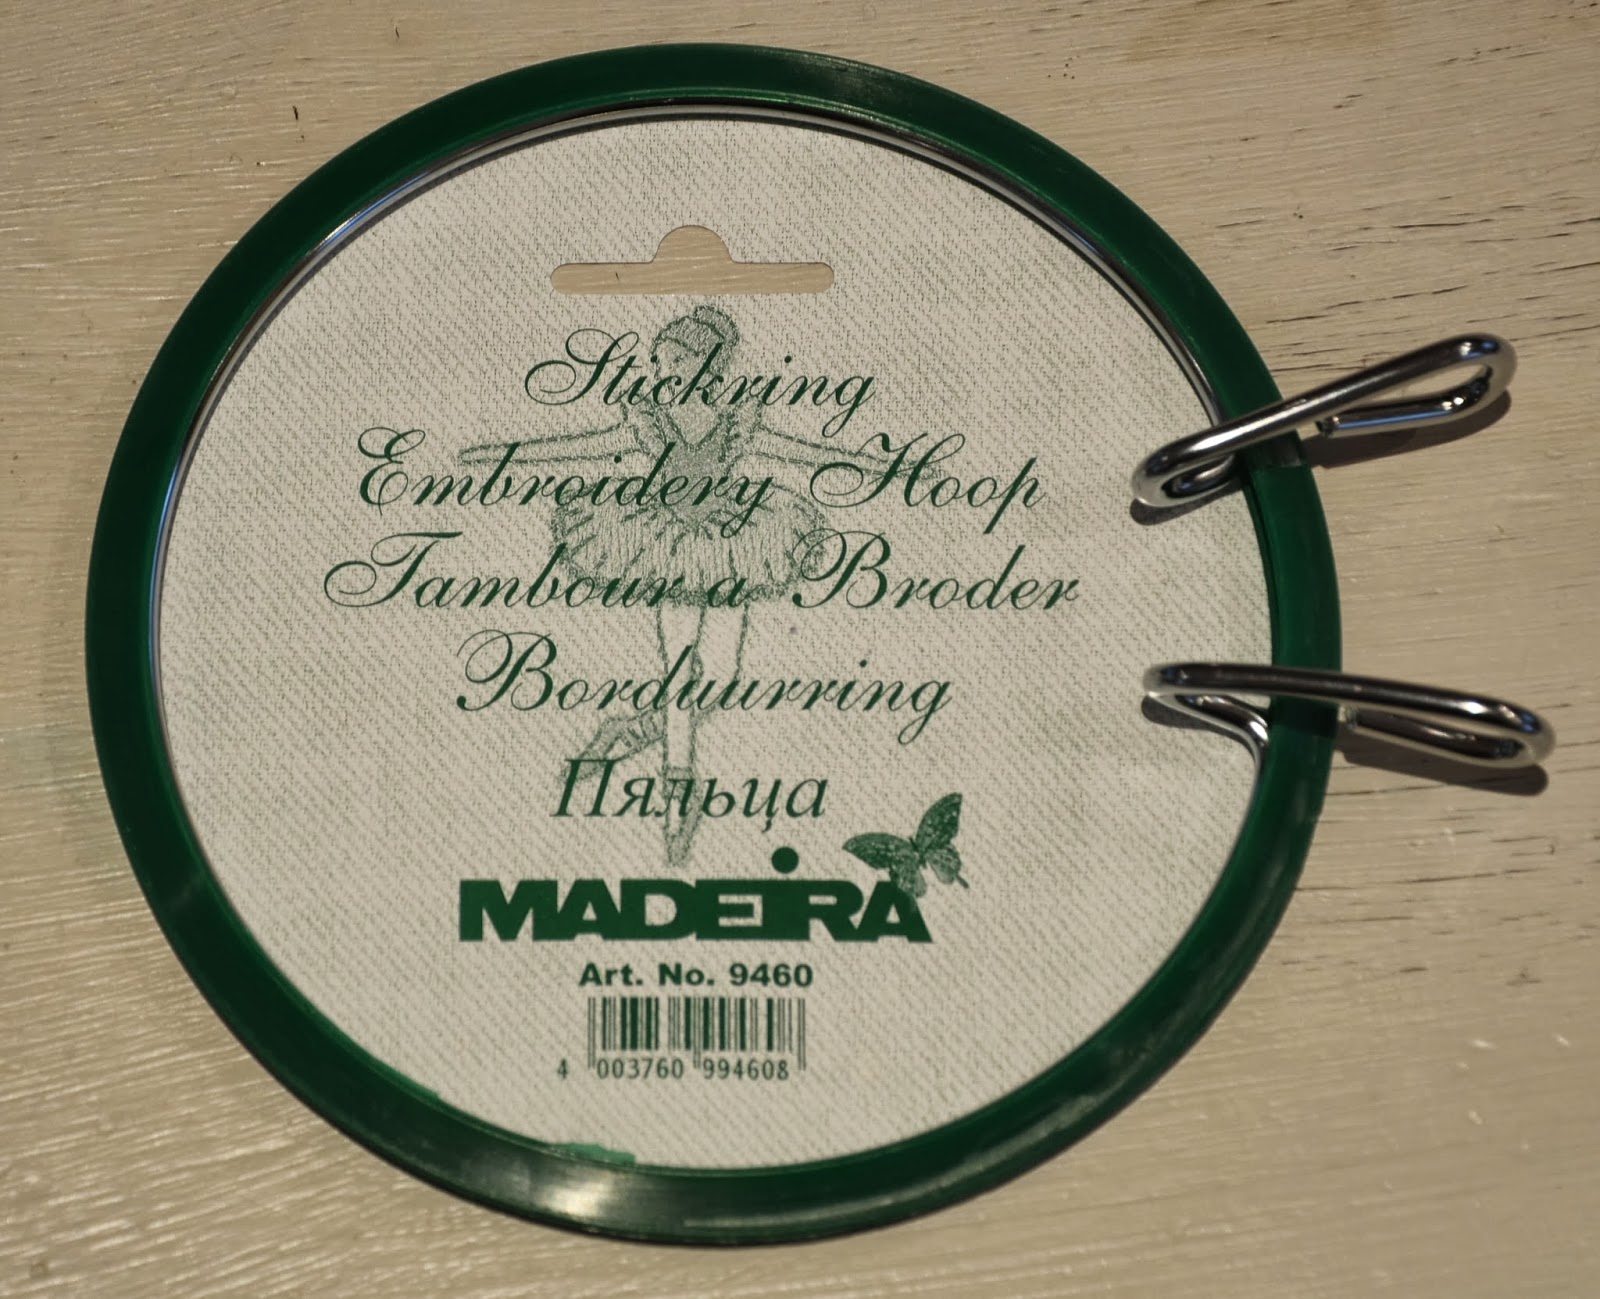 Stickring
Embroidery Hoop
Tambour a Broder
Borduurring
Пяльца
MADEIRA
Art. No. 9460
4 003760 994608